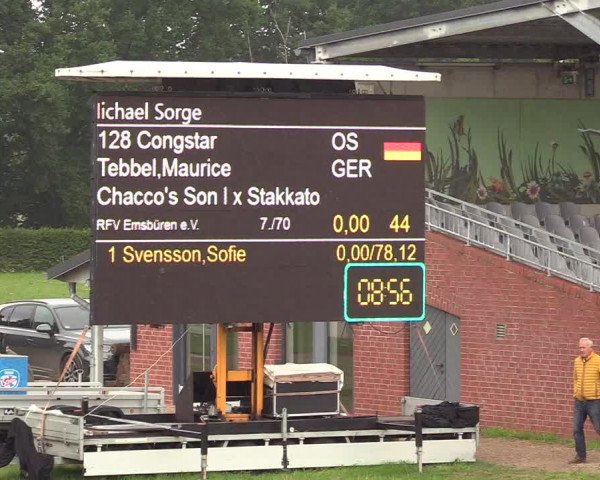 lichael Sorge
128 Congstar OS
Tebbel,Maurice GER
Chacco's Son I x Stakkato
RFV Emsbüren e.V. 7./70 0,00 44
1 Svensson,Sofie 0,00/78,12
08:56